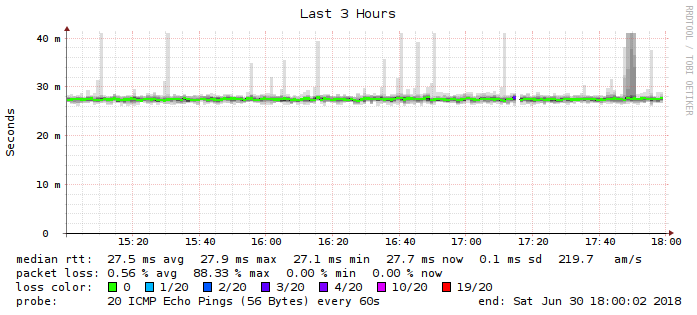 Last 3 Hours
RRDTOOL / TOBI OETIKER
Seconds
40 m
30 m
20 m
10 m
0
15:20 15:40 16:00 16:20 16:40 17:00 17:20 17:40 18:00
median rtt: 27.5 ms avg 27.9 ms max 27.1 ms min 27.7 ms now 0.1 ms sd 219.7 am/s
packet loss: 0.56 % avg 88.33 % max 0.00 % min 0.00 % now
loss color: 0 1/20 2/20 3/20 4/20 10/20 19/20
probe: 20 ICMP Echo Pings (56 Bytes) every 60s end: Sat Jun 30 18:00:02 2018